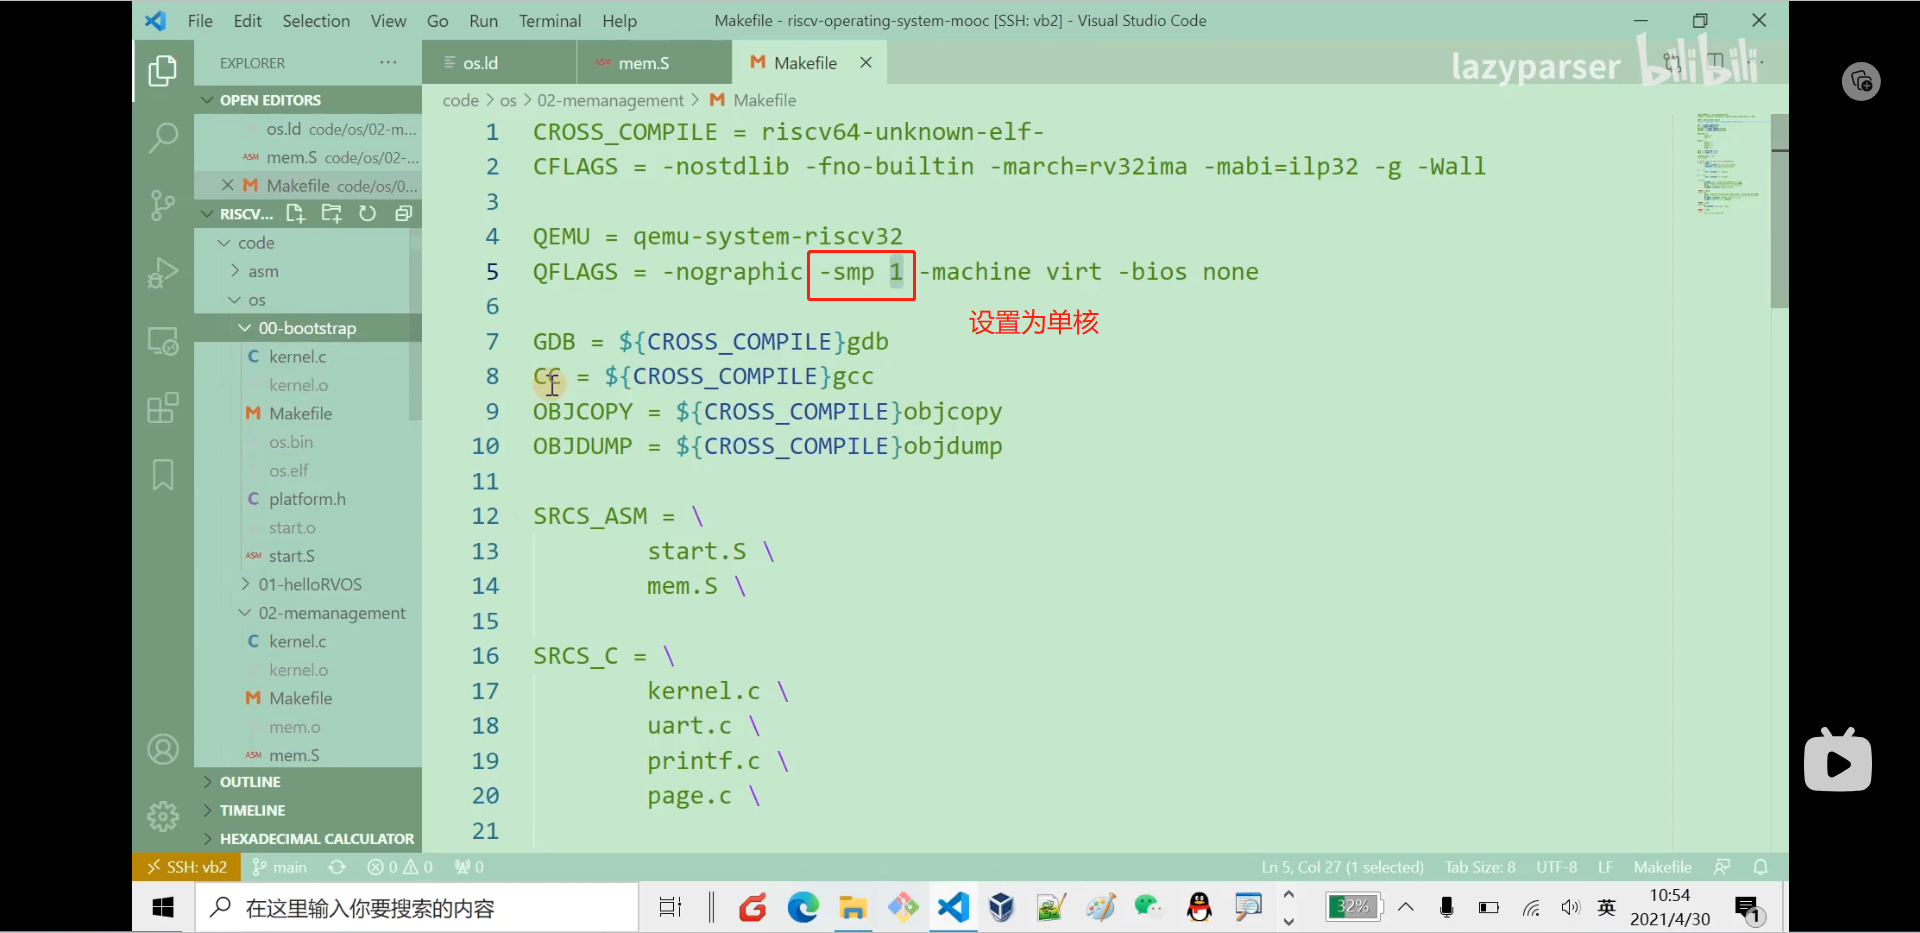 File Edit Selection View Go Run Terminal Help
Makefile - riscv-operating-system-mooc [SSH: vb2] - Visual Studio Code
EXPLORER
OPEN EDITORS
os.ld code/os/02-m...
ASM mem.S code/os/02-...
Makefile code/os/0...
RISCV...
code
asm
os
00-bootstrap
C kernel.c
kernel.o
Makefile
os.bin
os.elf
C platform.h
start.o
ASM start.S
01-helloRVOS
02-memanagement
C kernel.c
kernel.o
Makefile
mem.o
ASM mem.S
OUTLINE
TIMELINE
HEXADECIMAL CALCULATOR
os.ld
ASM mem.S
Makefile
lazyparser bilibili
code > os > 02-memanagement > Makefile
1 CROSS_COMPILE = riscv64-unknown-elf-
2 CFLAGS = -nostdlib -fno-builtin -march=rv32ima -mabi=ilp32 -g -Wall
3
4 QEMU = qemu-system-riscv32
5 QFLAGS = -nographic -smp 1 -machine virt -bios none
6
设置为单核
7 GDB = ${CROSS_COMPILE}gdb
8 CC = ${CROSS_COMPILE}gcc
9 OBJCOPY = ${CROSS_COMPILE}objcopy
10 OBJDUMP = ${CROSS_COMPILE}objdump
11
12 SRCS_ASM = \
13 start.S \
14 mem.S \
15
16 SRCS_C = \
17 kernel.c \
18 uart.c \
19 printf.c \
20 page.c \
21
SSH: vb2 main 0 0 0
Ln 5, Col 27 (1 selected) Tab Size: 8 UTF-8 LF Makefile
在这里输入你要搜索的内容
32%
英
10:54
2021/4/30
1